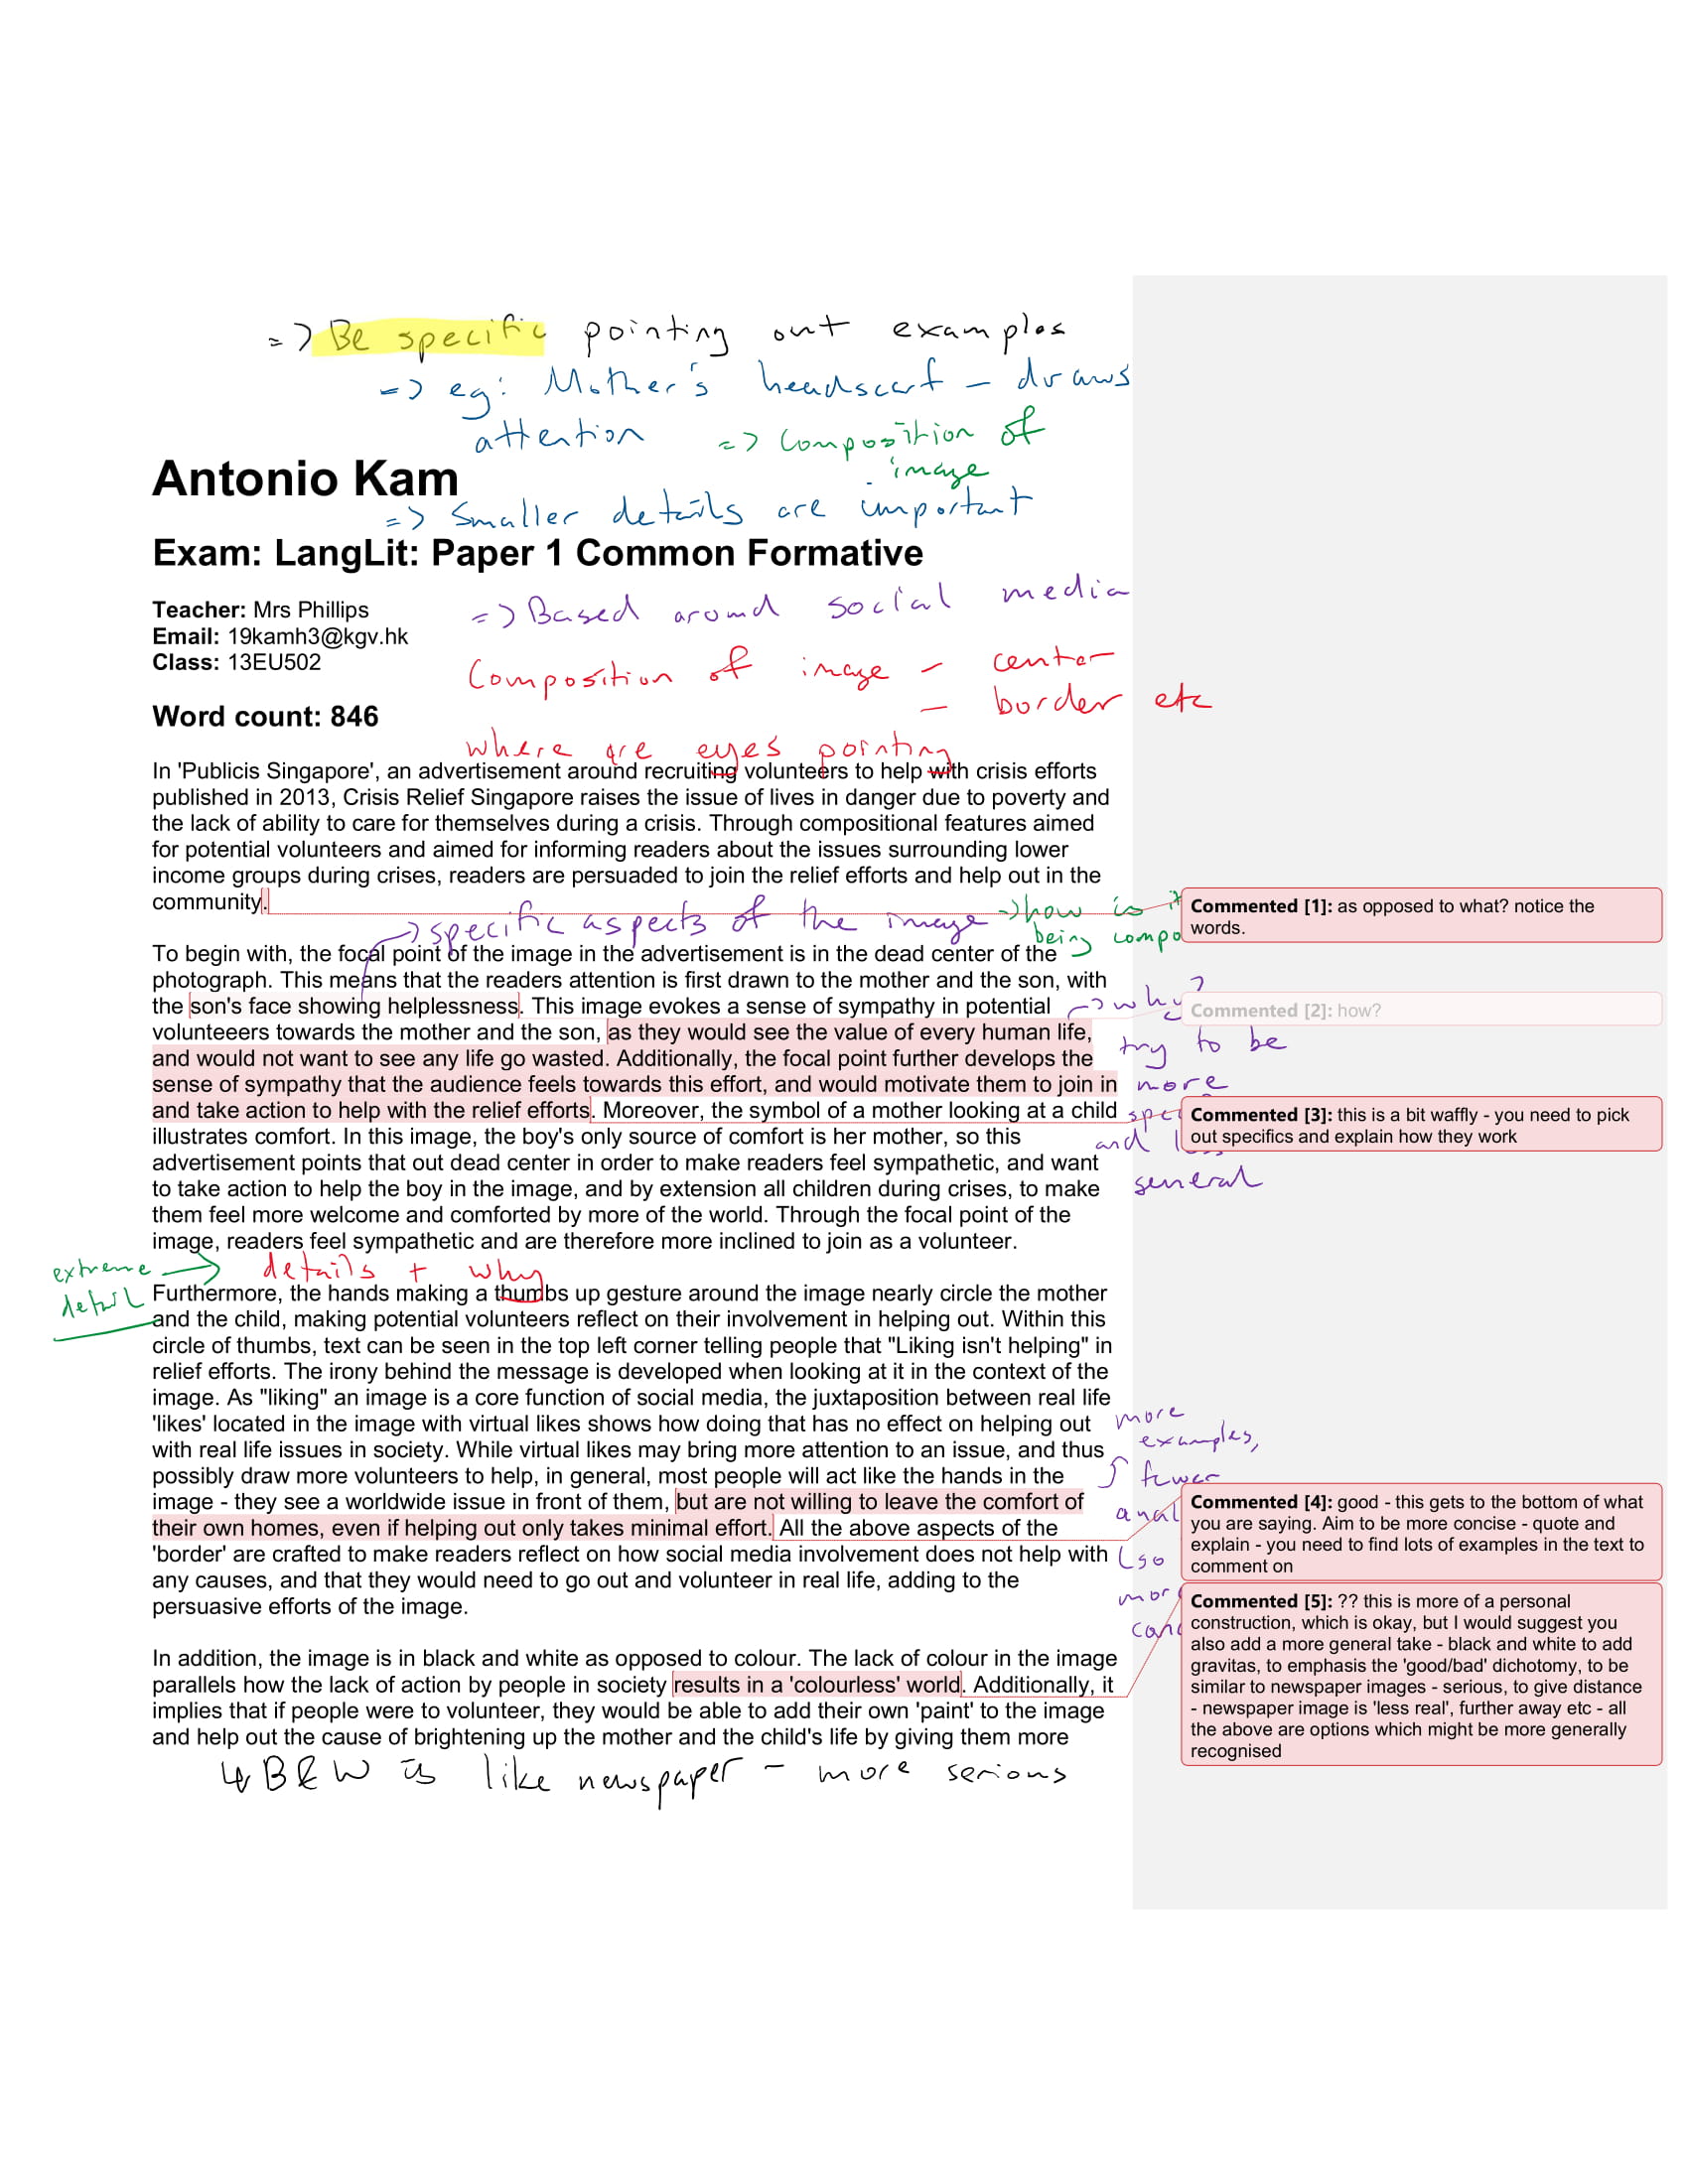 => Be specific pointing out examples
=> eg: Mother's headscarf - draws
attention => composition of
image
Antonio Kam
=> Smaller details are important
Exam: LangLit: Paper 1 Common Formative
=> Based around social media
Teacher: Mrs Phillips
Email: 19kamh3@kgv.hk
Class: 13EU502
Composition of image - center
- border etc
Word count: 846
where are eyes pointing
In 'Publicis Singapore', an advertisement around recruiting volunteers to help with crisis efforts
published in 2013, Crisis Relief Singapore raises the issue of lives in danger due to poverty and
the lack of ability to care for themselves during a crisis. Through compositional features aimed
for potential volunteers and aimed for informing readers about the issues surrounding lower
income groups during crises, readers are persuaded to join the relief efforts and help out in the
community.
Commented [1]: as opposed to what? notice the
words.
-> specific aspects of the image -> how is it
being compo
To begin with, the focal point of the image in the advertisement is in the dead center of the
photograph. This means that the readers attention is first drawn to the mother and the son, with
the son's face showing helplessness. This image evokes a sense of sympathy in potential
volunteeers towards the mother and the son, as they would see the value of every human life,
and would not want to see any life go wasted. Additionally, the focal point further develops the
sense of sympathy that the audience feels towards this effort, and would motivate them to join in
and take action to help with the relief efforts. Moreover, the symbol of a mother looking at a child
illustrates comfort. In this image, the boy's only source of comfort is her mother, so this
advertisement points that out dead center in order to make readers feel sympathetic, and want
to take action to help the boy in the image, and by extension all children during crises, to make
them feel more welcome and comforted by more of the world. Through the focal point of the
image, readers feel sympathetic and are therefore more inclined to join as a volunteer.
-> why?
Commented [2]: how?
try to be
more
Commented [3]: this is a bit waffly - you need to pick
out specifics and explain how they work
and
general
extreme
detail
details + why
Furthermore, the hands making a thumbs up gesture around the image nearly circle the mother
and the child, making potential volunteers reflect on their involvement in helping out. Within this
circle of thumbs, text can be seen in the top left corner telling people that "Liking isn't helping" in
relief efforts. The irony behind the message is developed when looking at it in the context of the
image. As "liking" an image is a core function of social media, the juxtaposition between real life
'likes' located in the image with virtual likes shows how doing that has no effect on helping out
with real life issues in society. While virtual likes may bring more attention to an issue, and thus
possibly draw more volunteers to help, in general, most people will act like the hands in the
image - they see a worldwide issue in front of them, but are not willing to leave the comfort of
their own homes, even if helping out only takes minimal effort. All the above aspects of the
'border' are crafted to make readers reflect on how social media involvement does not help with
any causes, and that they would need to go out and volunteer in real life, adding to the
persuasive efforts of the image.
more
examples,
fewer
anal
(so
more
conc
Commented [4]: good - this gets to the bottom of what
you are saying. Aim to be more concise - quote and
explain - you need to find lots of examples in the text to
comment on
Commented [5]: ?? this is more of a personal
construction, which is okay, but I would suggest you
also add a more general take - black and white to add
gravitas, to emphasis the 'good/bad' dichotomy, to be
similar to newspaper images - serious, to give distance
- newspaper image is 'less real', further away etc - all
the above are options which might be more generally
recognised
In addition, the image is in black and white as opposed to colour. The lack of colour in the image
parallels how the lack of action by people in society results in a 'colourless' world. Additionally, it
implies that if people were to volunteer, they would be able to add their own 'paint' to the image
and help out the cause of brightening up the mother and the child's life by giving them more
B & W is like newspaper - more serious